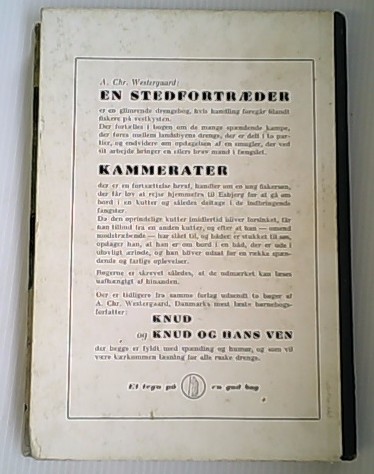 A. Chr. Westergaard:
EN STEDFORTRÆDER
er en glimrende drengebog, hvis handling foregår blandt
fiskere på vestkysten.
Der fortælles i bogen om de mange spændende kampe,
der føres mellem landsbyens drenge, der er delt i to par-
tier, og endvidere om opdagelsen af en smugler, der ved
sit arbejde bringer en ellers brav mand i fængslet.
KAMMERATER
der er en fortsættelse heraf, handler om en ung fiskersøn,
der får lov at rejse hjemmefra til Esbjerg for at gå om
bord i en kutter og således deltage i de indbringende
fangster.
Da den oprindelige kutter imidlertid bliver forsinket, får
han tilbud fra en anden kutter, og efter at han — omend
modstræbende — har slået til, og båden er stukket til søs,
opdager han, at han er om bord i en båd, der er ude i
ulovligt ærinde, og han bliver udsat for en række spæn-
dende og farlige oplevelser.
Bøgerne er skrevet således, at de udmærket kan læses
uafhængigt af hinanden.
Der er tidligere fra samme forlag udsendt to bøger af
A. Chr. Westergaard, Danmarks mest læste børnebogs-
forfatter:
KNUD
og KNUD OG HANS VEN
der begge er fyldt med spænding og humør, og som vil
være kærkommen læsning for alle raske drenge.
Et tegn på en god bog